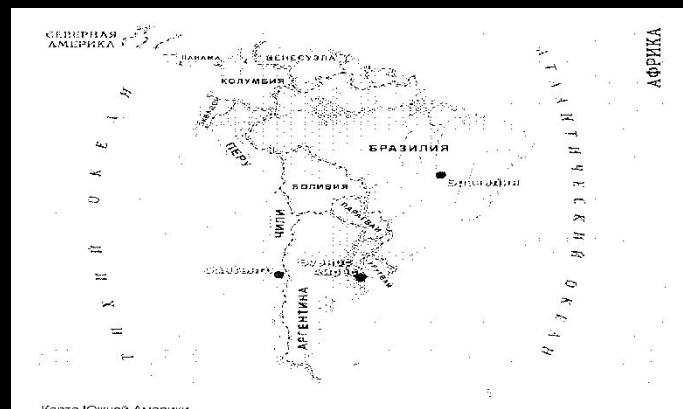 СЕВЕРНАЯ
АМЕРИКА
АФРИКА
ПАНАМА
ВЕНЕСУЭЛА
КОЛУМБИЯ
ПЕРУ
БРАЗИЛИЯ
БОЛИВИЯ
ПАРАГВАЙ
ЧИЛИ
АРГЕНТИНА
ТИХИЙ ОКЕАН
АТЛАНТИЧЕСКИЙ ОКЕАН
Карта Южной Америки